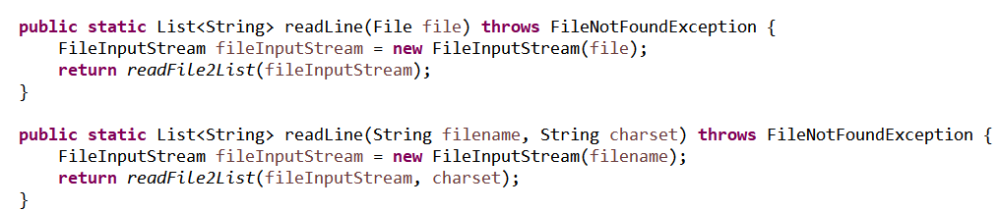 public static List<String> readLine(File file) throws FileNotFoundException {
    FileInputStream fileInputStream = new FileInputStream(file);
    return readFile2List(fileInputStream);
}

public static List<String> readLine(String filename, String charset) throws FileNotFoundException {
    FileInputStream fileInputStream = new FileInputStream(filename);
    return readFile2List(fileInputStream, charset);
}